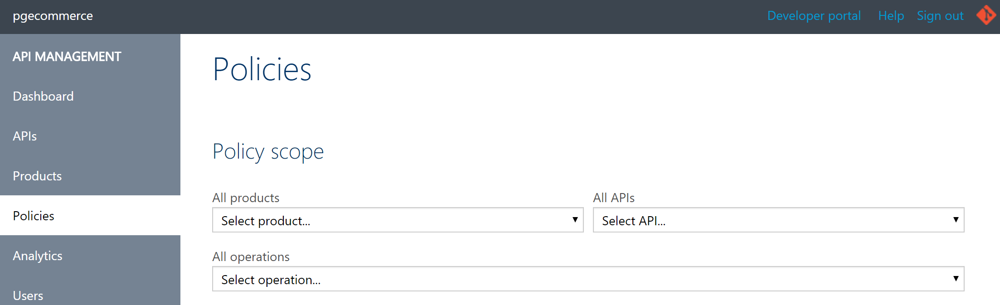 pgecommerce
Developer portal Help Sign out
API MANAGEMENT
Dashboard
APIs
Products
Policies
Analytics
Users
Policies
Policy scope
All products
Select product...
All APIs
Select API...
All operations
Select operation...